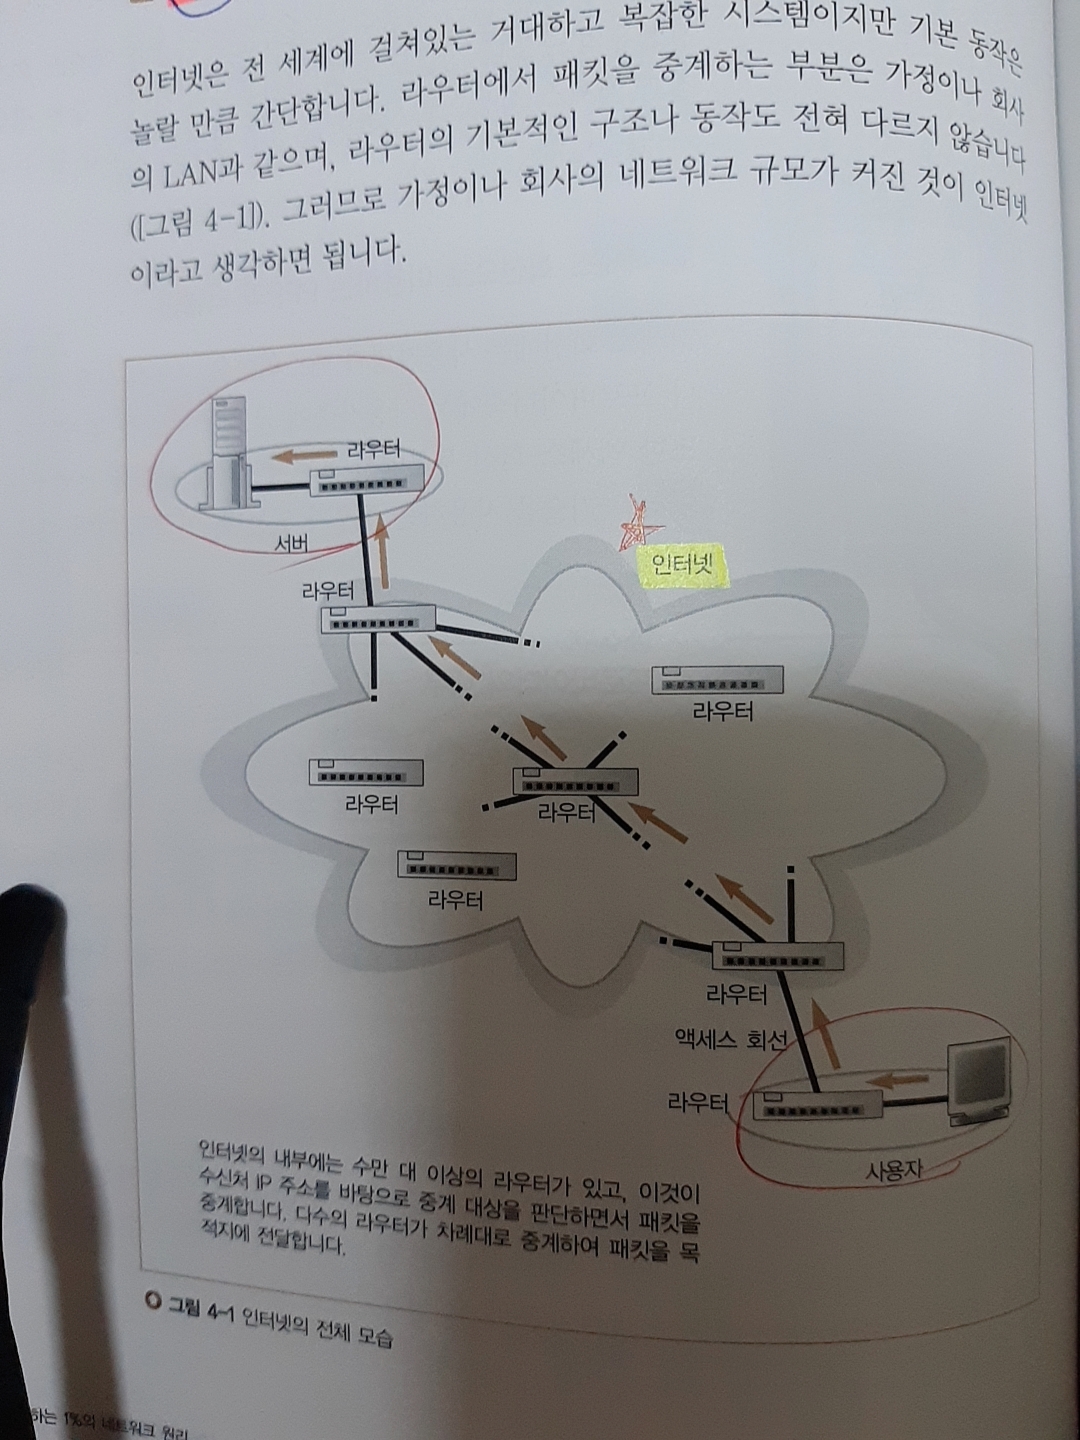 인터넷은 전 세계에 걸쳐있는 거대하고 복잡한 시스템이지만 기본 동작은
놀랄 만큼 간단합니다. 라우터에서 패킷을 중계하는 부분은 가정이나 회사
의 LAN과 같으며, 라우터의 기본적인 구조나 동작도 전혀 다르지 않습니다
([그림 4-1]). 그러므로 가정이나 회사의 네트워크 규모가 커진 것이 인터넷
이라고 생각하면 됩니다.
라우터
서버
인터넷
라우터
라우터
라우터
라우터
라우터
라우터
액세스 회선
라우터
사용자
인터넷의 내부에는 수만 대 이상의 라우터가 있고, 이것이
수신처 IP 주소를 바탕으로 중계 대상을 판단하면서 패킷을
중계합니다. 다수의 라우터가 차례대로 중계하여 패킷을 목
적지에 전달합니다.
그림 4-1 인터넷의 전체 모습
하는 1%의 네트워크 원리